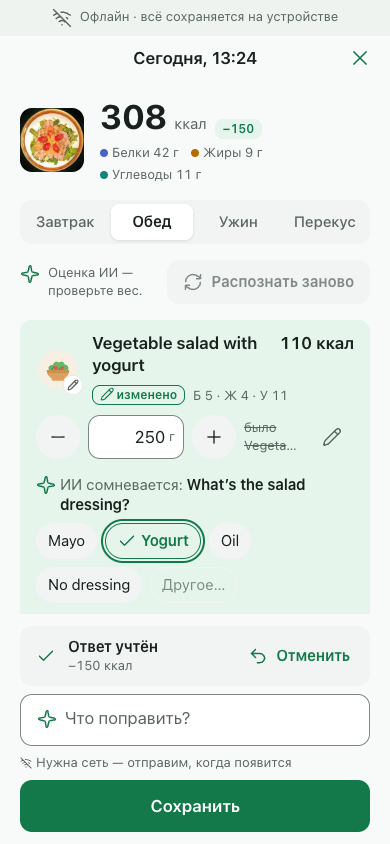 Офлайн · всё сохраняется на устройстве
Сегодня, 13:24
308 ккал −150
Белки 42 г Жиры 9 г
Углеводы 11 г
Завтрак Обед Ужин Перекус
Оценка ИИ —
проверьте вес.
Распознать заново
Vegetable salad with
yogurt
110 ккал
изменено Б 5 · Ж 4 · У 11
250 г
было
Vegeta…
ИИ сомневается: What's the salad
dressing?
Mayo Yogurt Oil
No dressing Другое…
Ответ учтён
−150 ккал
Отменить
Что поправить?
Нужна сеть — отправим, когда появится
Сохранить